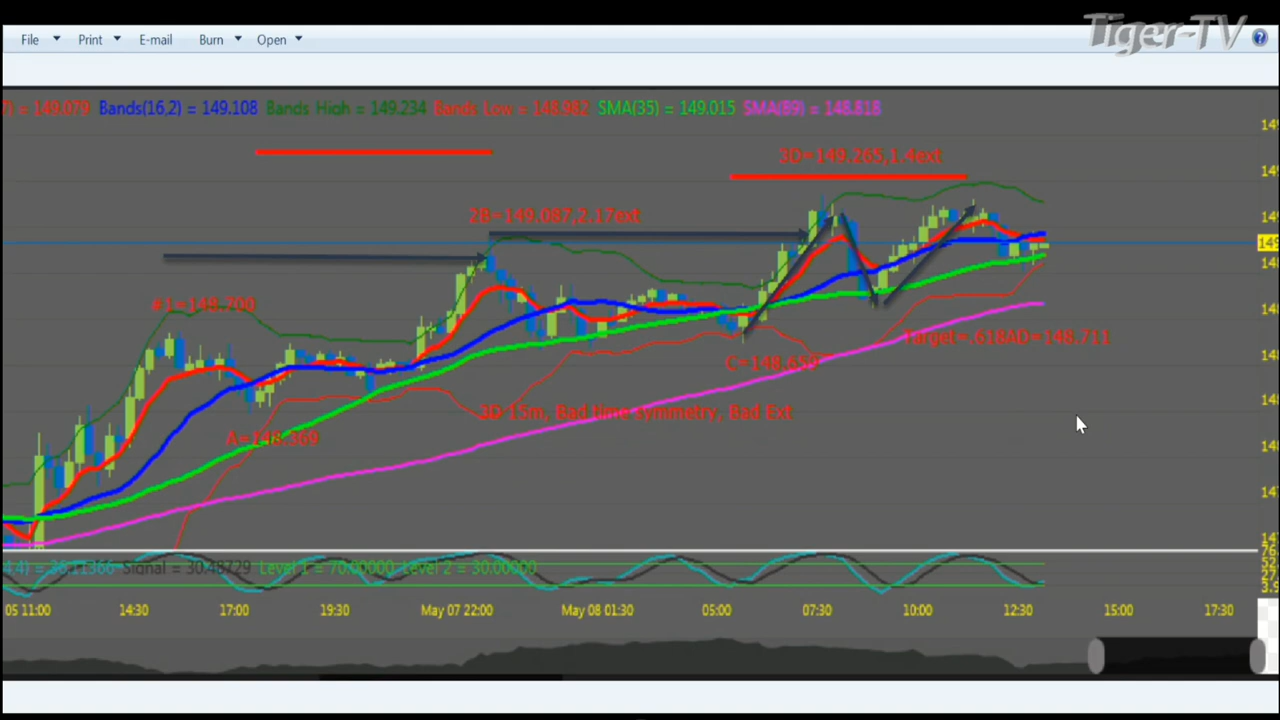 File Print E-mail Burn Open
Tiger-TV
7) = 149.079 Bands(16,2) = 149.108 Bands High = 149.234 Bands Low = 148.982 SMA(35) = 149.015 SMA(89) = 148.818
3D=149.265,1.4ext
2B=149.087,2.17ext
#1=148.700
Target=,618AD=148.711
C=148.659
3D 15m, Bad time symmetry, Bad Ext
A=148.369
Signal = 30.48729 Level 1 = 70.00000 Level 2 = 30.00000
05 11:00 14:30 17:00 19:30 May 07 22:00 May 08 01:30 05:00 07:30 10:00 12:30 15:00 17:30